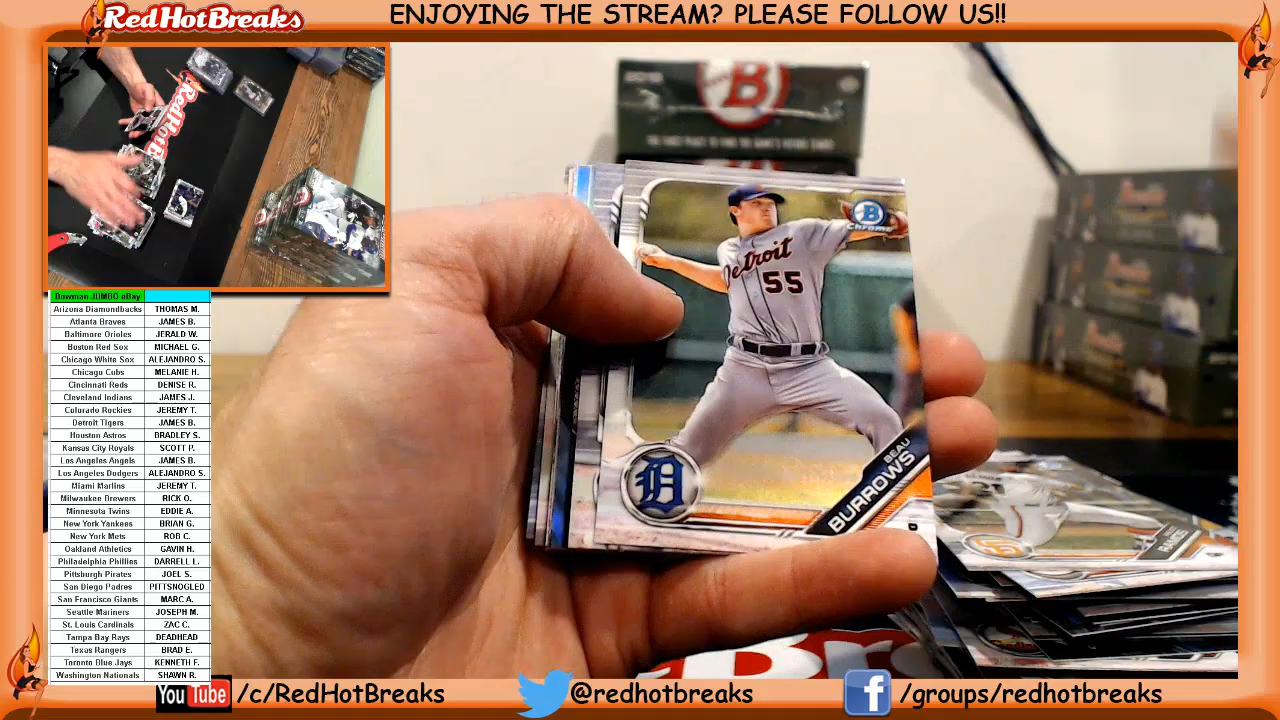 RedHotBreaks
ENJOYING THE STREAM? PLEASE FOLLOW US!!
RedHot
Bowman JUMBO eBay
Arizona Diamondbacks THOMAS M.
Atlanta Braves JAMES B.
Baltimore Orioles JERALD W.
Boston Red Sox MICHAEL G.
Chicago White Sox ALEJANDRO S.
Chicago Cubs MELANIE H.
Cincinnati Reds DENISE R.
Cleveland Indians JAMES J.
Colorado Rockies JEREMY T.
Detroit Tigers JAMES B.
Houston Astros BRADLEY S.
Kansas City Royals SCOTT P.
Los Angeles Angels JAMES B.
Los Angeles Dodgers ALEJANDRO S.
Miami Marlins JEREMY T.
Milwaukee Brewers RICK O.
Minnesota Twins EDDIE A.
New York Yankees BRIAN G.
New York Mets ROB C.
Oakland Athletics GAVIN H.
Philadelphia Phillies DARRELL L.
Pittsburgh Pirates JOEL S.
San Diego Padres PITTSNOGLED
San Francisco Giants MARC A.
Seattle Mariners JOSEPH M.
St. Louis Cardinals ZAC C.
Tampa Bay Rays DEADHEAD
Texas Rangers BRAD E.
Toronto Blue Jays KENNETH F.
Washington Nationals SHAWN R.
B
B
Chrome
Detroit
55
D
BEAU
BURROWS
SF
RAMOS
Bre
YouTube /c/RedHotBreaks
@redhotbreaks
f /groups/redhotbreaks